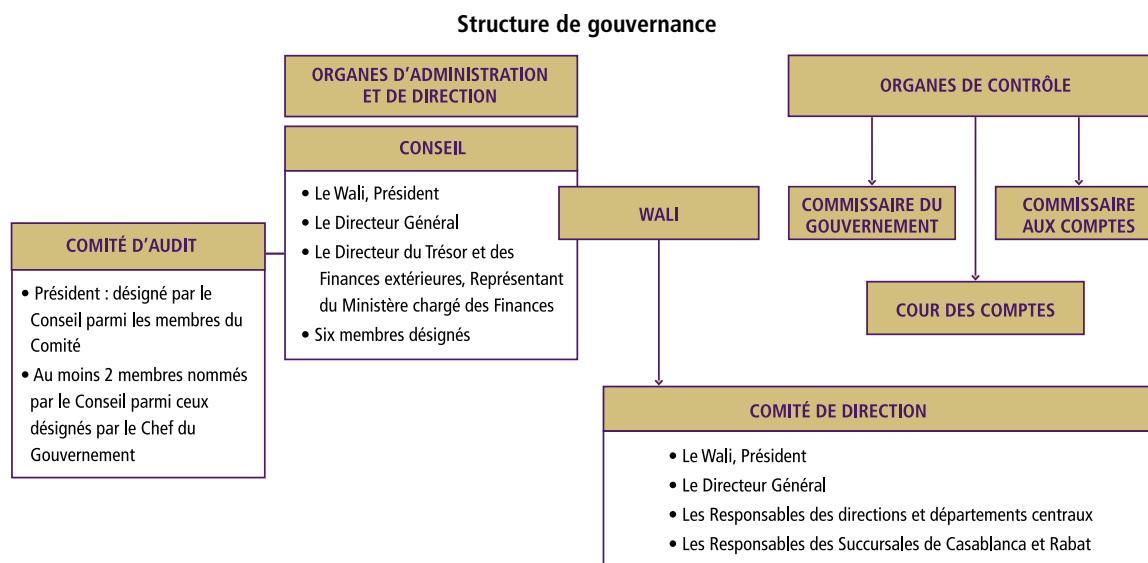 Structure de gouvernance
ORGANES D'ADMINISTRATION
ET DE DIRECTION
CONSEIL
• Le Wali, Président
• Le Directeur Général
• Le Directeur du Trésor et des
Finances extérieures, Représentant
du Ministère chargé des Finances
• Six membres désignés
COMITÉ D'AUDIT
• Président : désigné par le
Conseil parmi les membres du
Comité
• Au moins 2 membres nommés
par le Conseil parmi ceux
désignés par le Chef du
Gouvernement
WALI
ORGANES DE CONTRÔLE
COMMISSAIRE DU
GOUVERNEMENT
COMMISSAIRE
AUX COMPTES
COUR DES COMPTES
COMITÉ DE DIRECTION
• Le Wali, Président
• Le Directeur Général
• Les Responsables des directions et départements centraux
• Les Responsables des Succursales de Casablanca et Rabat